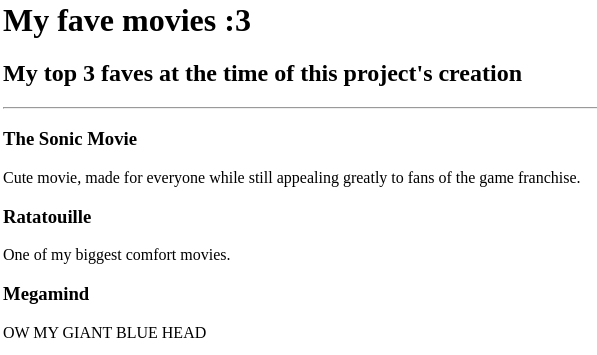 My fave movies :3
My top 3 faves at the time of this project's creation
The Sonic Movie
Cute movie, made for everyone while still appealing greatly to fans of the game franchise.
Ratatouille
One of my biggest comfort movies.
Megamind
OW MY GIANT BLUE HEAD